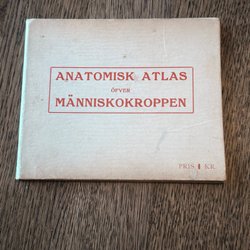 ANATOMISK ATLAS
ÖFVER
MÄNNISKOKROPPEN
PRIS 1 KR.